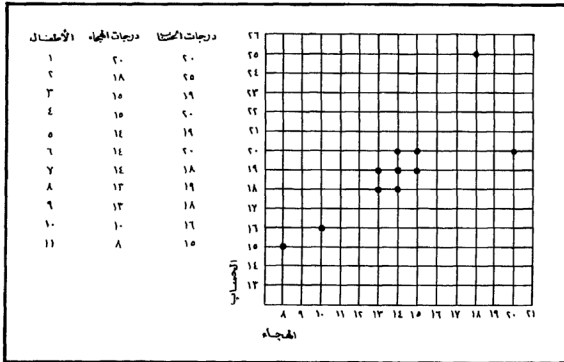 الأطفال درجات الهجاء درجات الحساب
١ ٢٠ ٢٠
٢ ١٨ ٢٥
٣ ١٥ ١٩
٤ ١٥ ٢٠
٥ ١٤ ١٩
٦ ١٤ ٢٠
٧ ١٤ ١٨
٨ ١٣ ١٩
٩ ١٣ ١٨
١٠ ١٠ ١٦
١١ ٨ ١٥
٢٦
٢٥
٢٤
٢٣
٢٢
٢١
٢٠
١٩
١٨
١٧
١٦
١٥
١٤
١٣
الحساب
٨ ٩ ١٠ ١١ ١٢ ١٣ ١٤ ١٥ ١٦ ١٧ ١٨ ١٩ ٢٠ ٢١
الهجاء